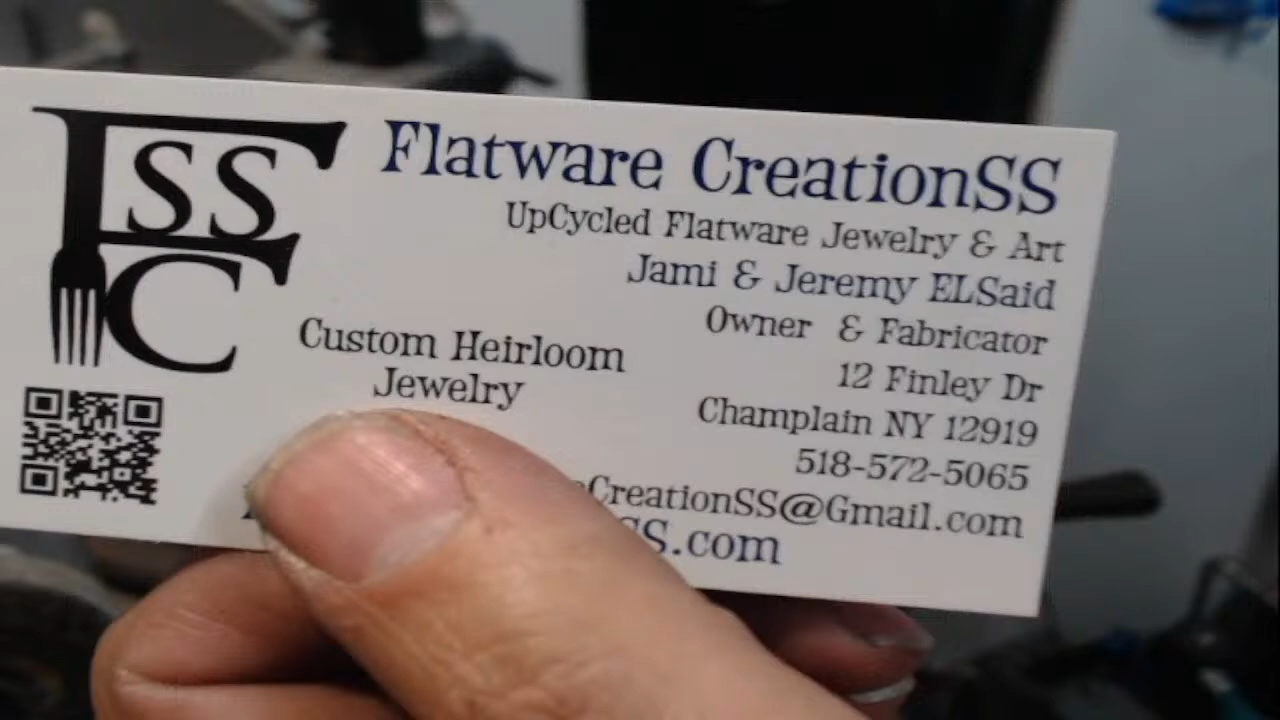 FSSC
Flatware CreationSS
UpCycled Flatware Jewelry & Art
Jami & Jeremy ELSaid
Owner & Fabricator
12 Finley Dr
Champlain NY 12919
518-572-5065
CreationSS@Gmail.com
SS.com
Custom Heirloom
Jewelry